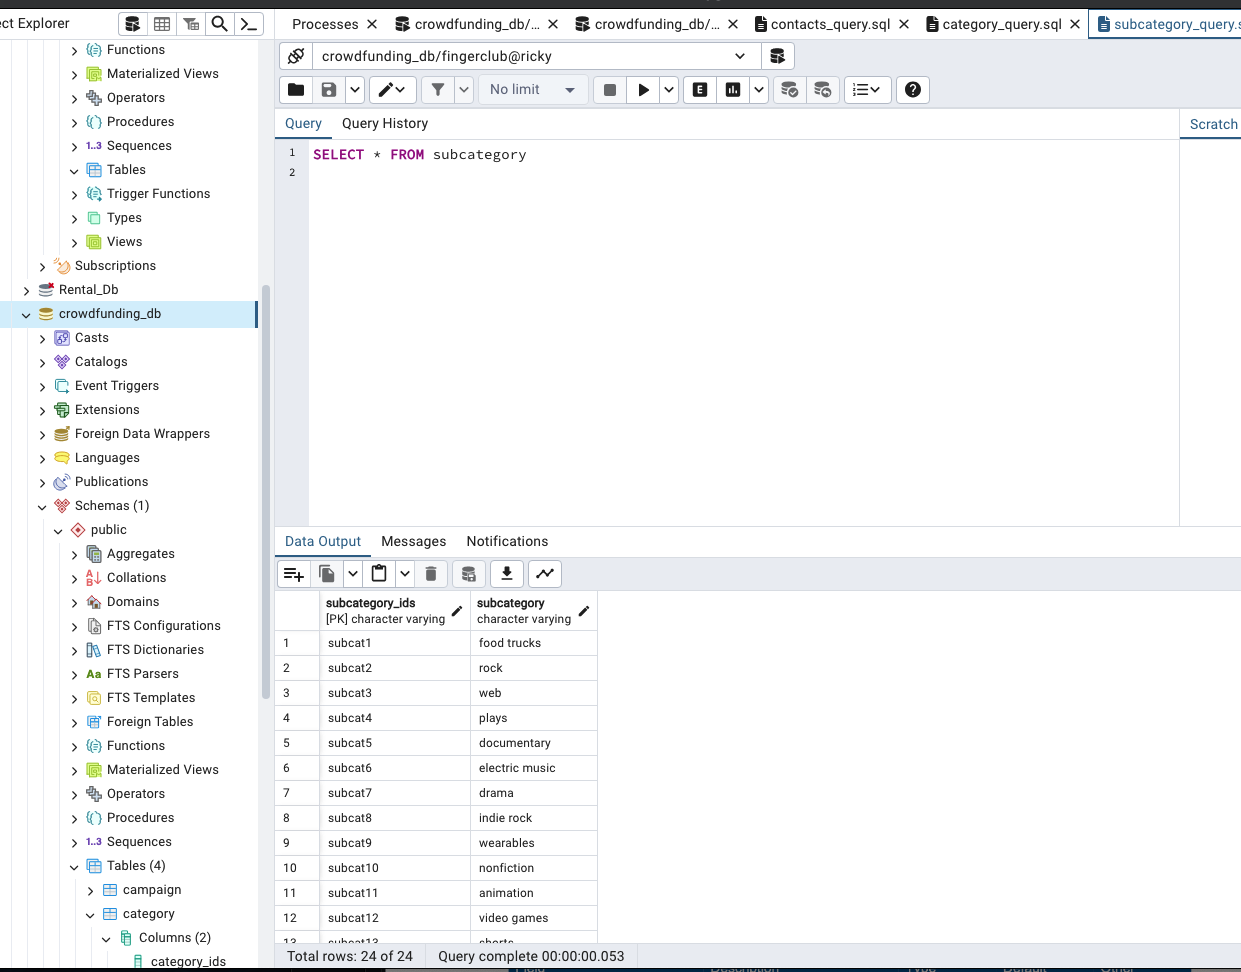 ct Explorer
Processes
crowdfunding_db/...
crowdfunding_db/...
contacts_query.sql
category_query.sql
subcategory_query.s
crowdfunding_db/fingerclub@ricky
No limit
E
Query
Query History
Scratch
1 SELECT * FROM subcategory
2
Functions
Materialized Views
Operators
Procedures
1..3 Sequences
Tables
Trigger Functions
Types
Views
Subscriptions
Rental_Db
crowdfunding_db
Casts
Catalogs
Event Triggers
Extensions
Foreign Data Wrappers
Languages
Publications
Schemas (1)
public
Aggregates
Collations
Domains
FTS Configurations
FTS Dictionaries
Aa FTS Parsers
FTS Templates
Foreign Tables
Functions
Materialized Views
Operators
Procedures
1..3 Sequences
Tables (4)
campaign
category
Columns (2)
category_ids
Data Output
Messages
Notifications
subcategory_ids
[PK] character varying
subcategory
character varying
1 subcat1 food trucks
2 subcat2 rock
3 subcat3 web
4 subcat4 plays
5 subcat5 documentary
6 subcat6 electric music
7 subcat7 drama
8 subcat8 indie rock
9 subcat9 wearables
10 subcat10 nonfiction
11 subcat11 animation
12 subcat12 video games
13 subcat13 shorts
Total rows: 24 of 24
Query complete 00:00:00.053